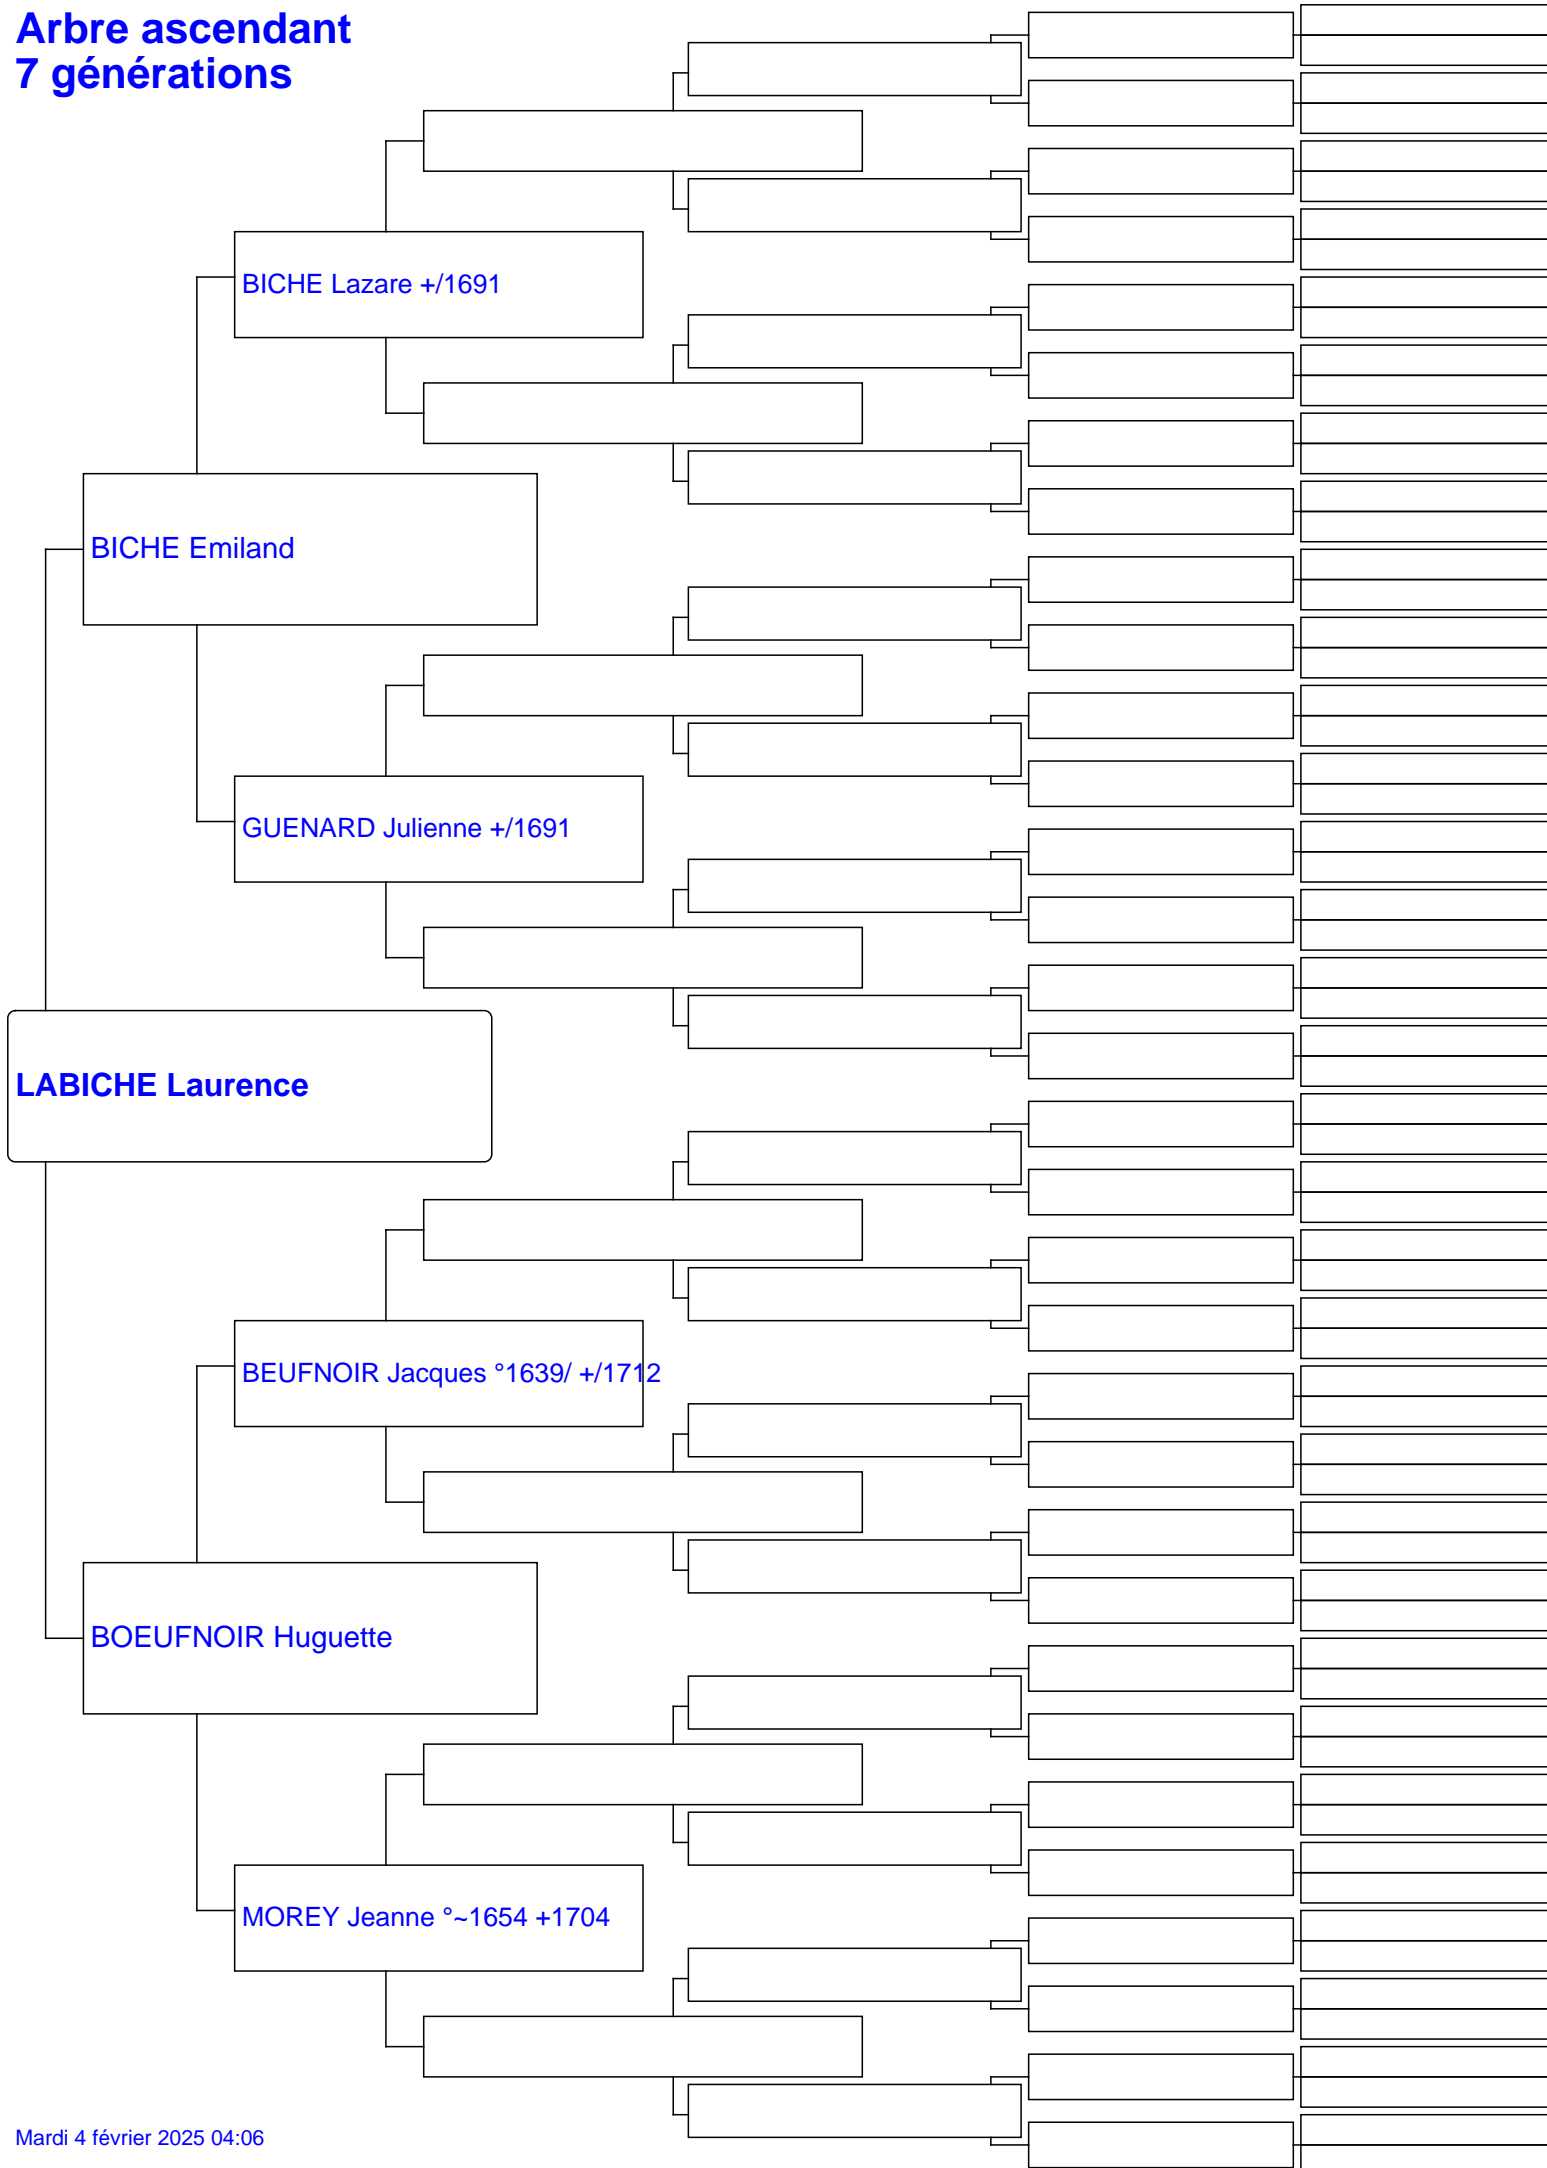 Arbre ascendant
7 générations
BICHE Lazare +/1691
BICHE Emiland
GUENARD Julienne +/1691
LABICHE Laurence
BEUFNOIR Jacques °1639/ +/1712
BOEUFNOIR Huguette
MOREY Jeanne °~1654 +1704
Mardi 4 février 2025 04:06